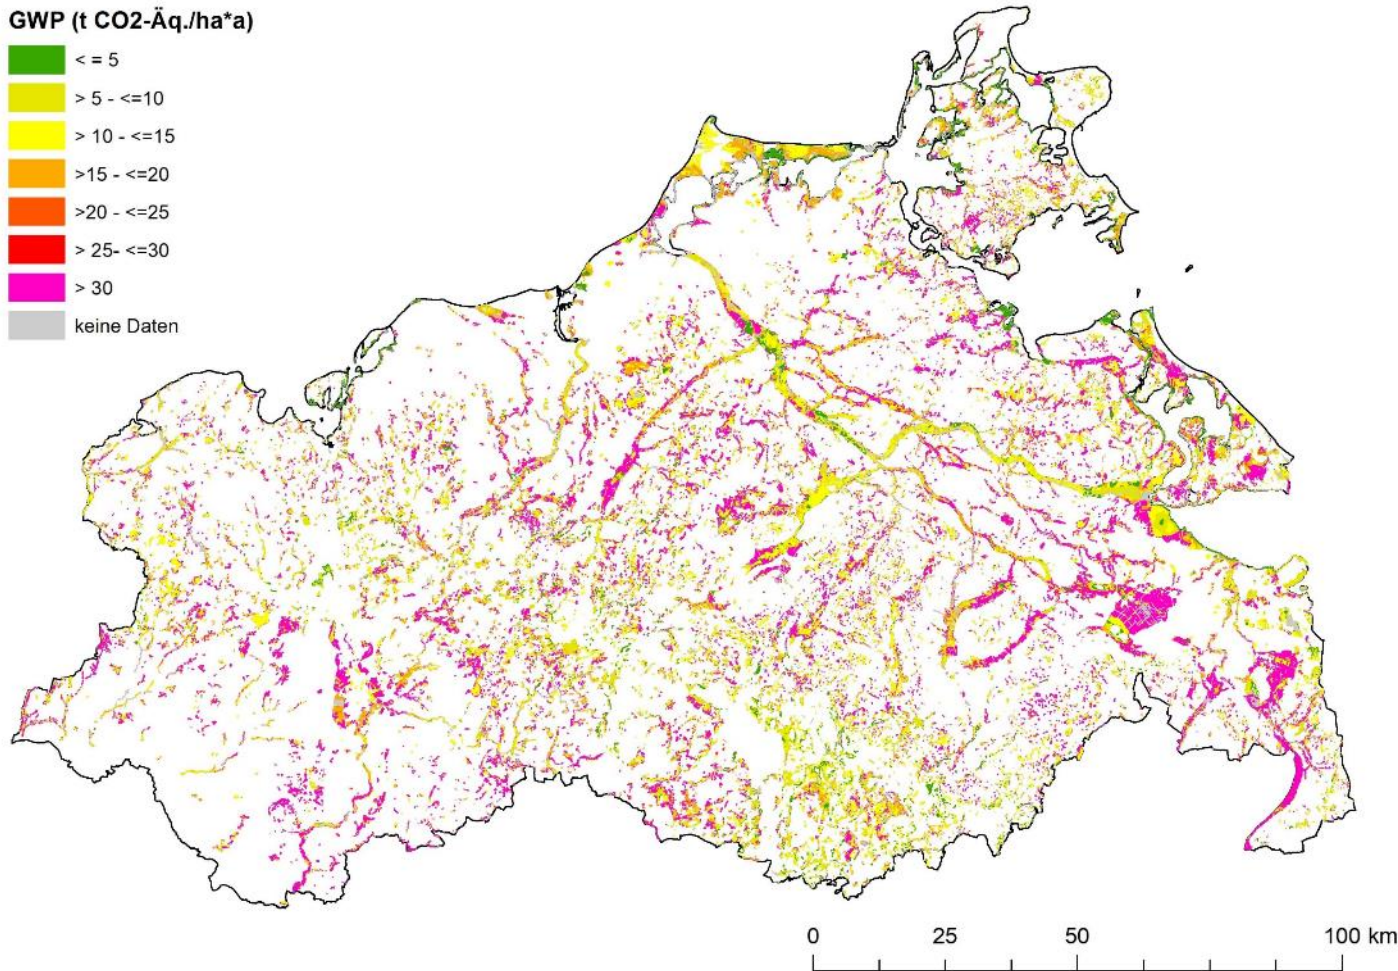 GWP (t CO2-Äq./ha*a)
< = 5
> 5 - <=10
> 10 - <=15
>15 - <=20
>20 - <=25
> 25- <=30
> 30
keine Daten
0 25 50 100 km